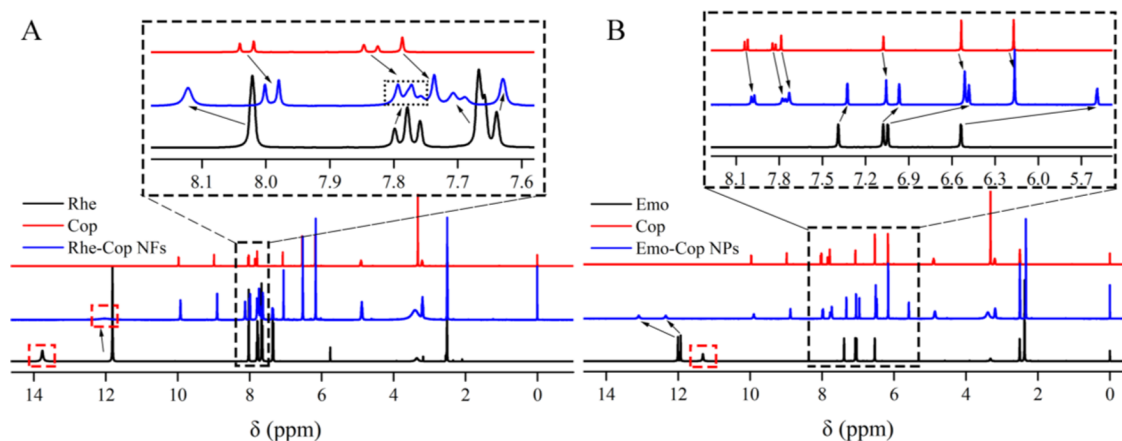 A
8.1 8.0 7.9 7.8 7.7 7.6
Rhe
Cop
Rhe-Cop NFs
14 12 10 8 6 4 2 0
δ (ppm)
B
8.1 7.8 7.5 7.2 6.9 6.6 6.3 6.0 5.7
Emo
Cop
Emo-Cop NPs
14 12 10 8 6 4 2 0
δ (ppm)